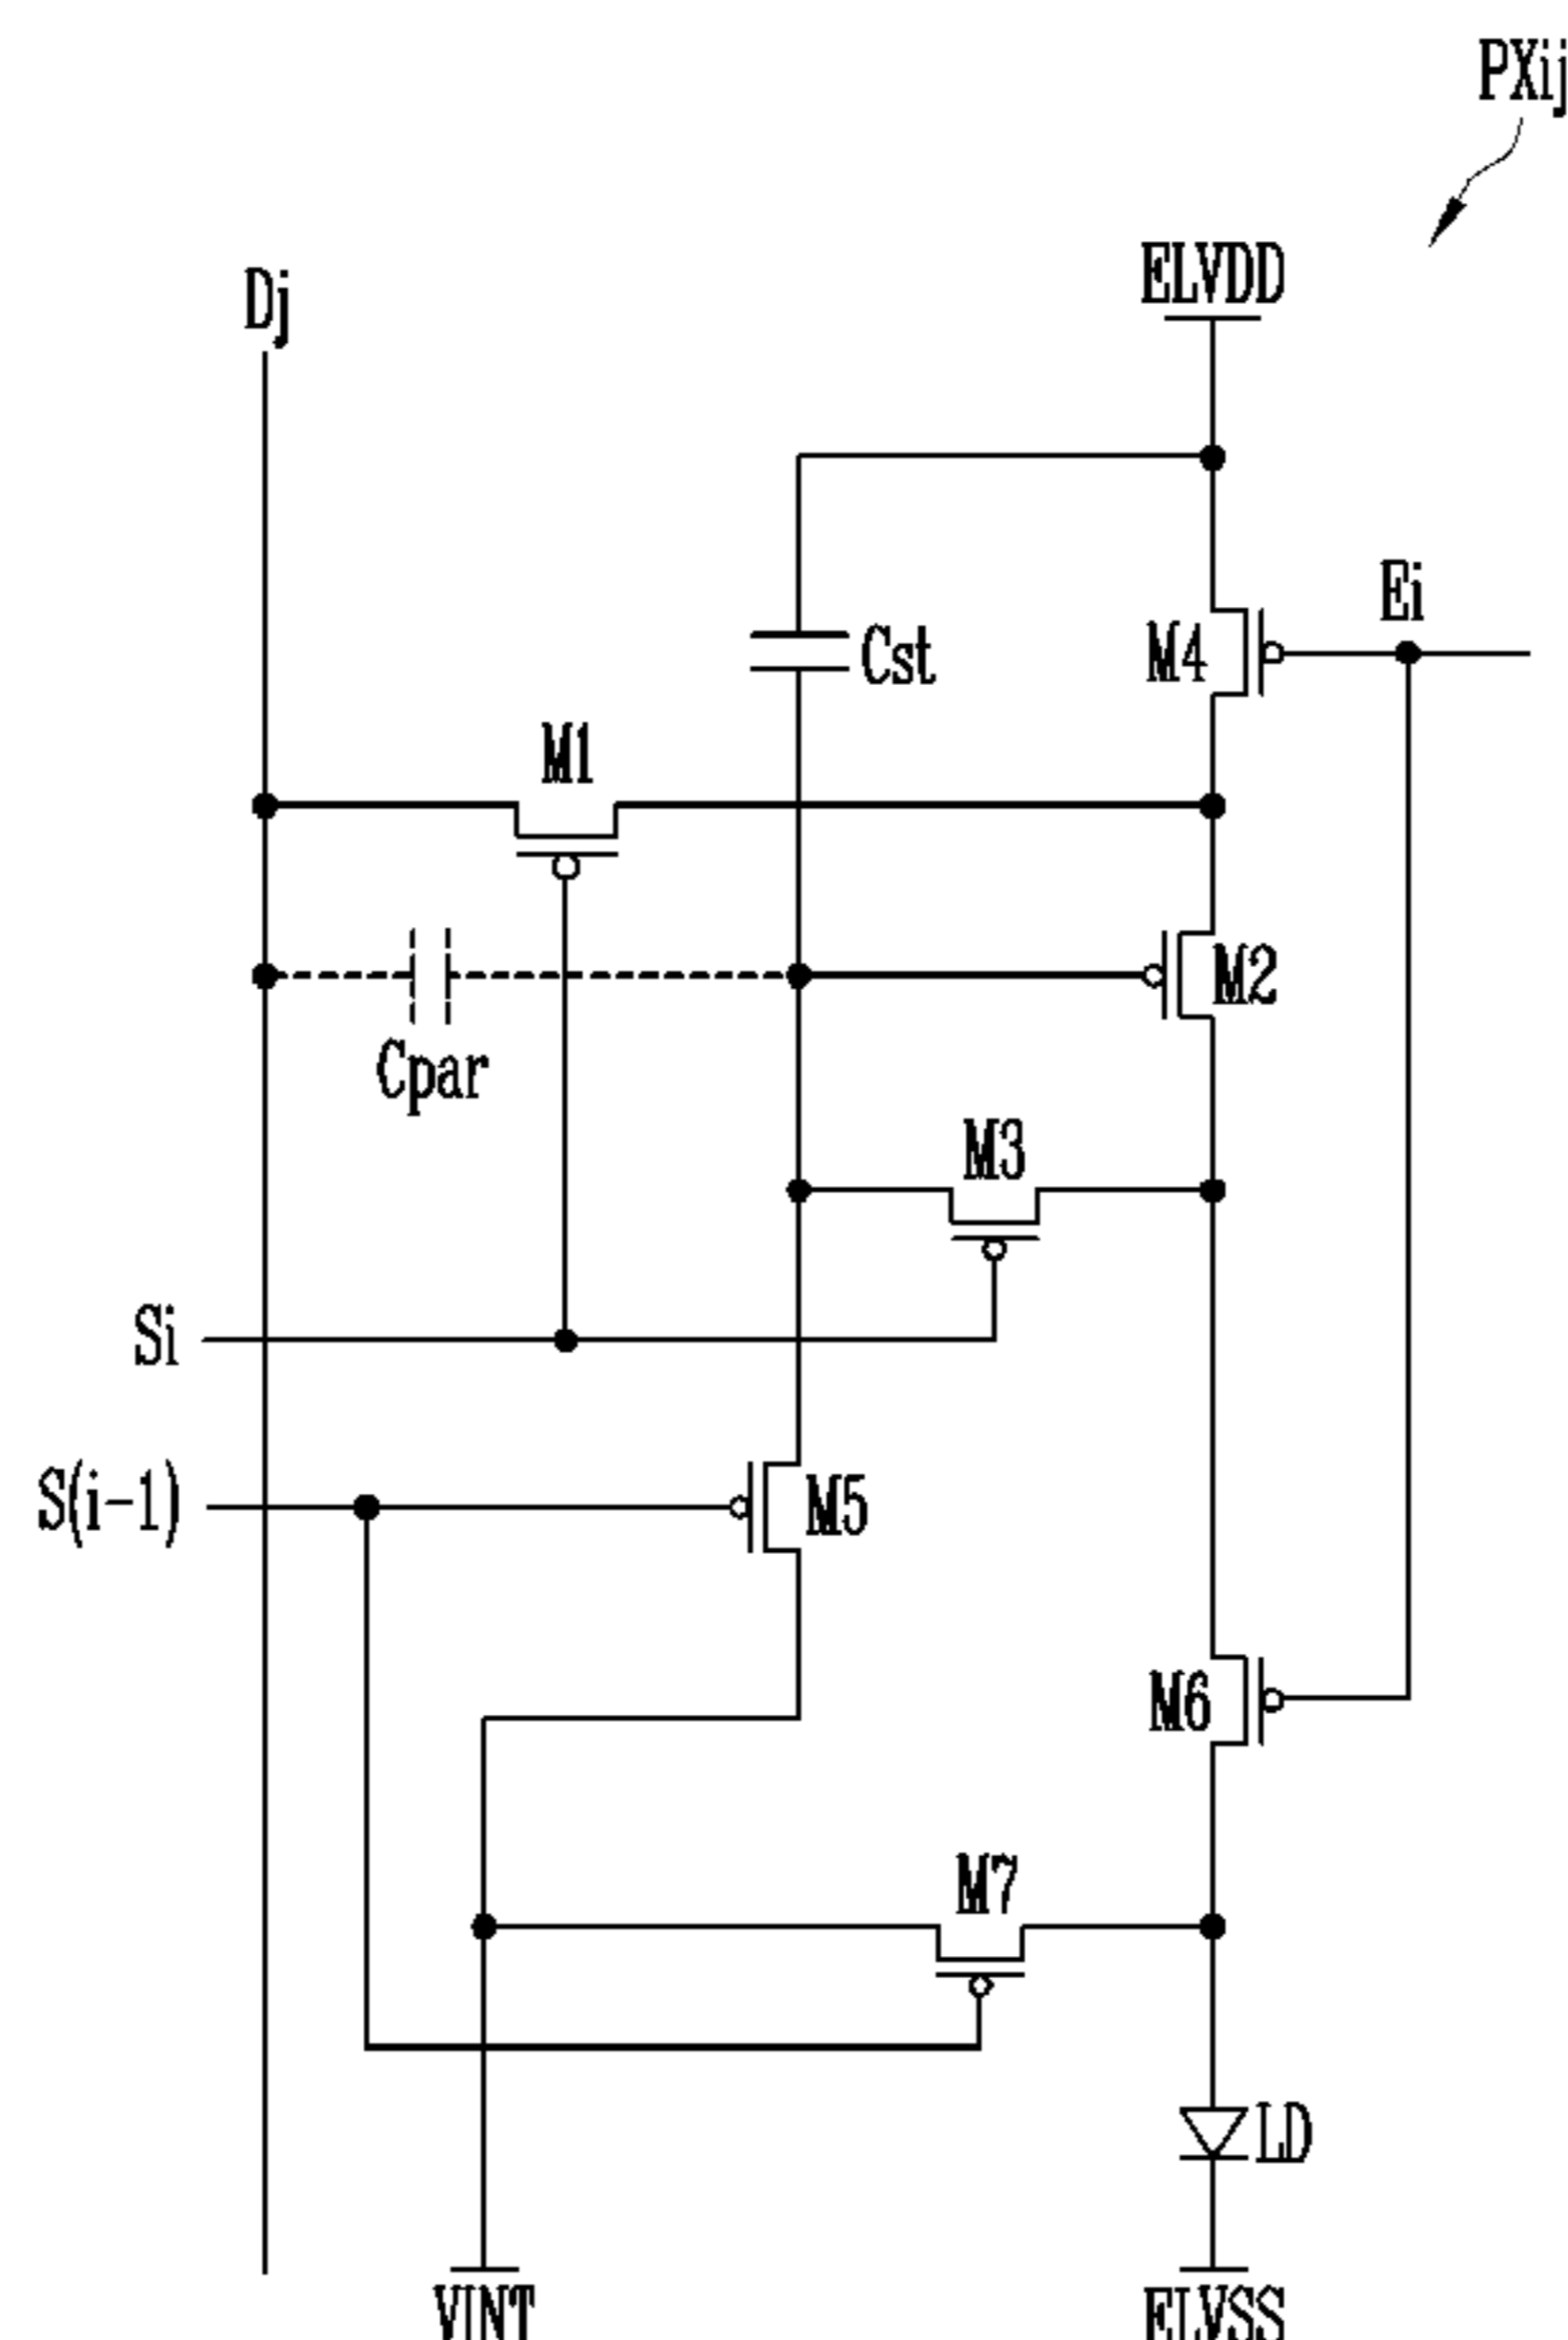 PXij
ELVDD
Dj
Ei
M4
Cst
M1
M2
Cpar
M3
Si
S(i-1)
M5
M6
M7
LD
VINT
ELVSS